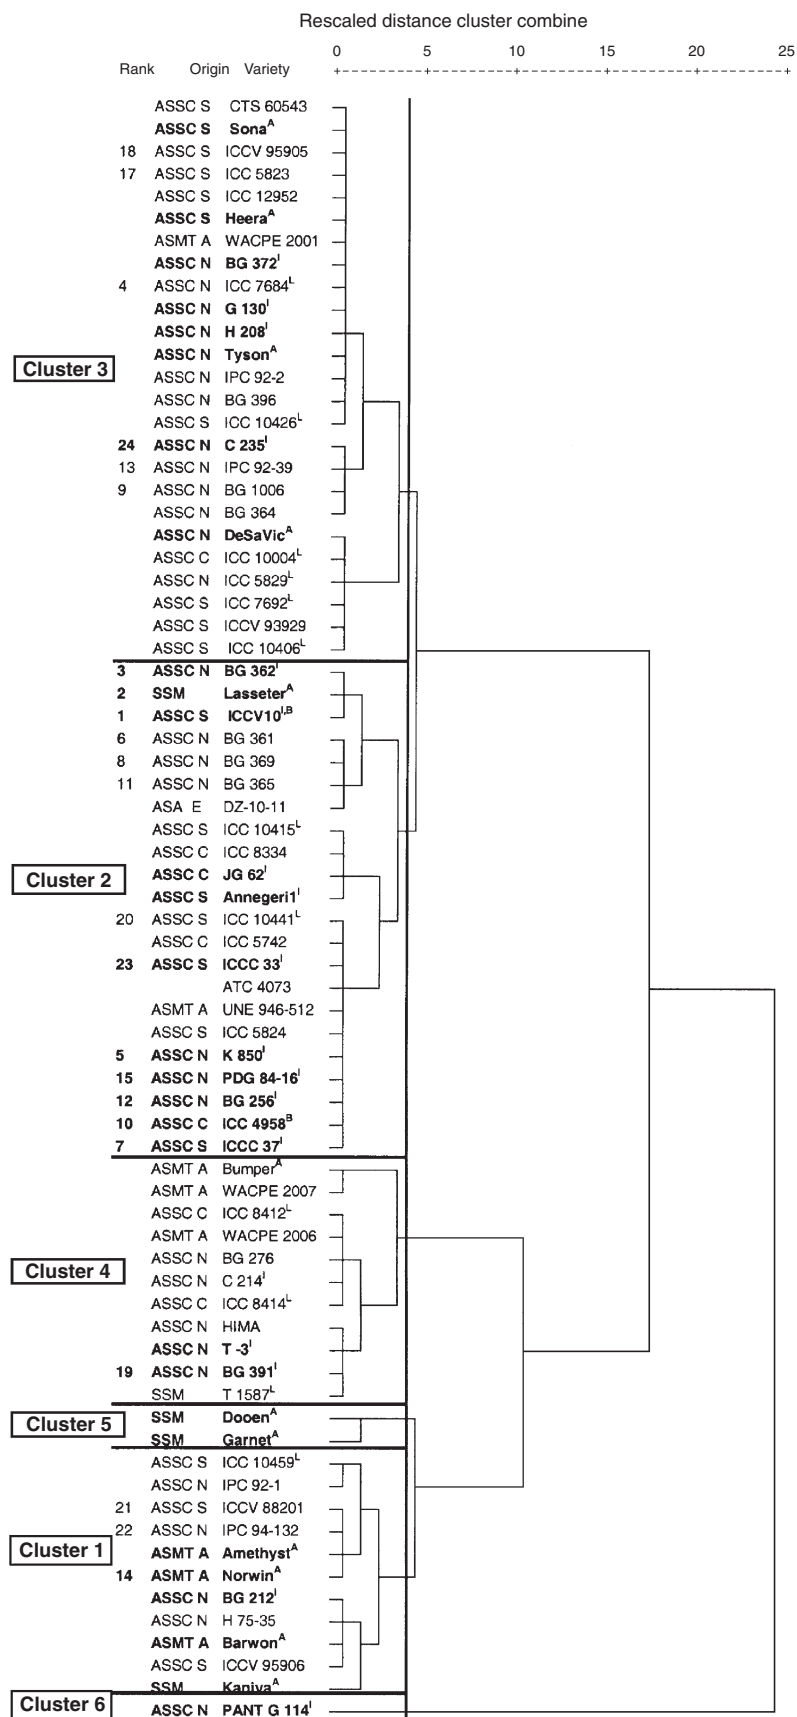 Rescaled distance cluster combine
0 5 10 15 20 25
Rank Origin Variety
ASSC S CTS 60543
ASSC S Sona^A
18 ASSC S ICCV 95905
17 ASSC S ICC 5823
ASSC S ICC 12952
ASSC S Heera^A
ASMT A WACPE 2001
ASSC N BG 372^I
4 ASSC N ICC 7684^L
ASSC N G 130^I
ASSC N H 208^I
ASSC N Tyson^A
Cluster 3
ASSC N IPC 92-2
ASSC N BG 396
ASSC S ICC 10426^L
24 ASSC N C 235^I
13 ASSC N IPC 92-39
9 ASSC N BG 1006
ASSC N BG 364
ASSC N DeSaVic^A
ASSC C ICC 10004^L
ASSC N ICC 5829^L
ASSC S ICC 7692^L
ASSC S ICCV 93929
ASSC S ICC 10406^L
3 ASSC N BG 362^I
2 SSM Lasseter^A
1 ASSC S ICCV10^I,B
6 ASSC N BG 361
8 ASSC N BG 369
11 ASSC N BG 365
ASA E DZ-10-11
ASSC S ICC 10415^L
ASSC C ICC 8334
Cluster 2
ASSC C JG 62^I
ASSC S Annegeri1^I
20 ASSC S ICC 10441^L
ASSC C ICC 5742
23 ASSC S ICCC 33^I
ATC 4073
ASMT A UNE 946-512
ASSC S ICC 5824
5 ASSC N K 850^I
15 ASSC N PDG 84-16^I
12 ASSC N BG 256^I
10 ASSC C ICC 4958^B
7 ASSC S ICCC 37^I
ASMT A Bumper^A
ASMT A WACPE 2007
ASSC C ICC 8412^L
ASMT A WACPE 2006
ASSC N BG 276
Cluster 4
ASSC N C 214^I
ASSC C ICC 8414^L
ASSC N HIMA
ASSC N T -3^I
19 ASSC N BG 391^I
SSM T 1587^L
SSM Dooen^A
Cluster 5
SSM Garnet^A
ASSC S ICC 10459^L
ASSC N IPC 92-1
21 ASSC S ICCV 88201
22 ASSC N IPC 94-132
Cluster 1
ASMT A Amethyst^A
14 ASMT A Norwin^A
ASSC N BG 212^I
ASSC N H 75-35
ASMT A Barwon^A
ASSC S ICCV 95906
SSM Kaniva^A
Cluster 6
ASSC N PANT G 114^I